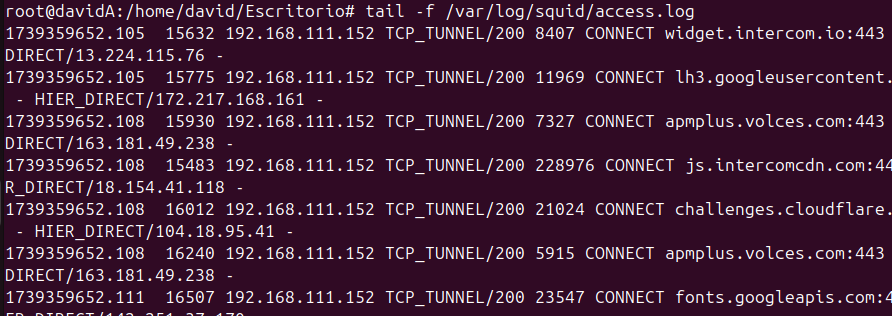 root@davidA:/home/david/Escritorio# tail -f /var/log/squid/access.log
1739359652.105  15632 192.168.111.152 TCP_TUNNEL/200 8407 CONNECT widget.intercom.io:443
DIRECT/13.224.115.76 -
1739359652.105  15775 192.168.111.152 TCP_TUNNEL/200 11969 CONNECT lh3.googleusercontent.
 - HIER_DIRECT/172.217.168.161 -
1739359652.108  15930 192.168.111.152 TCP_TUNNEL/200 7327 CONNECT apmplus.volces.com:443
DIRECT/163.181.49.238 -
1739359652.108  15483 192.168.111.152 TCP_TUNNEL/200 228976 CONNECT js.intercomcdn.com:44
R_DIRECT/18.154.41.118 -
1739359652.108  16012 192.168.111.152 TCP_TUNNEL/200 21024 CONNECT challenges.cloudflare.
 - HIER_DIRECT/104.18.95.41 -
1739359652.108  16240 192.168.111.152 TCP_TUNNEL/200 5915 CONNECT apmplus.volces.com:443
DIRECT/163.181.49.238 -
1739359652.111  16507 192.168.111.152 TCP_TUNNEL/200 23547 CONNECT fonts.googleapis.com:4